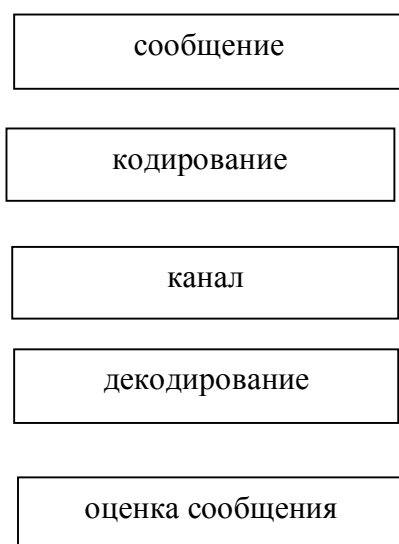 сообщение
кодирование
канал
декодирование
оценка сообщения